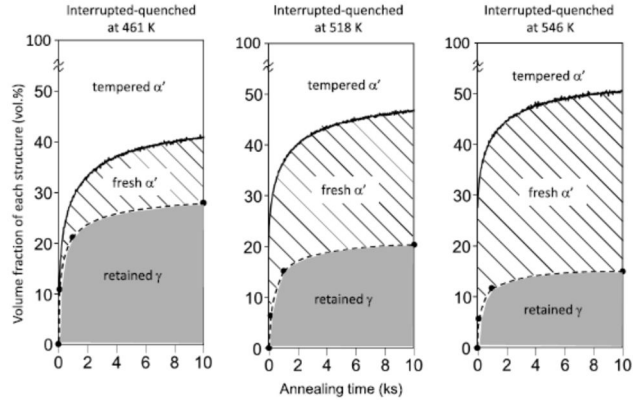 Interrupted-quenched
at 461 K
Interrupted-quenched
at 518 K
Interrupted-quenched
at 546 K
Volume fraction of each structure (vol.%)
100
50
40
30
20
10
0
tempered α′
fresh α′
retained γ
0 2 4 6 8 10
100
50
40
30
20
10
0
tempered α′
fresh α′
retained γ
0 2 4 6 8 10
100
50
40
30
20
10
0
tempered α′
fresh α′
retained γ
0 2 4 6 8 10
Annealing time (ks)